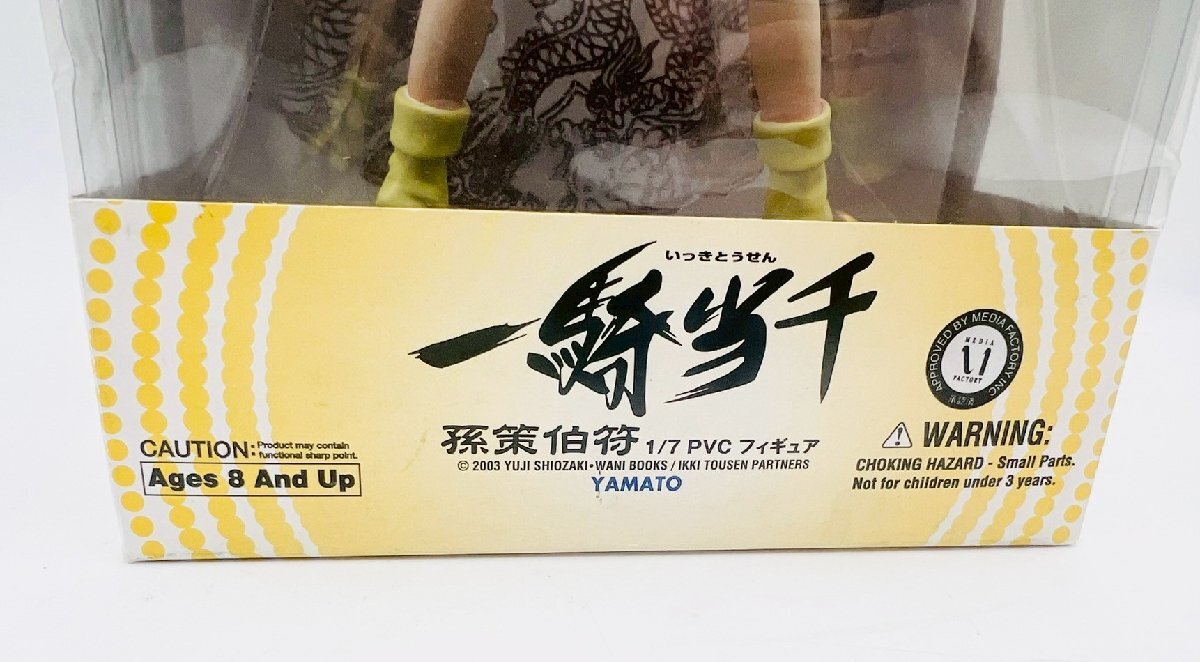 いっきとうせん
一騎当千
APPROVED BY MEDIA FACTORY INC
MEDIA
FACTORY
承認済
孫策伯符 1/7 PVC フィギュア
© 2003 YUJI SHIOZAKI・WANI BOOKS / IKKI TOUSEN PARTNERS
YAMATO
CAUTION: Product may contain
functional sharp point.
Ages 8 And Up
WARNING:
CHOKING HAZARD - Small Parts.
Not for children under 3 years.